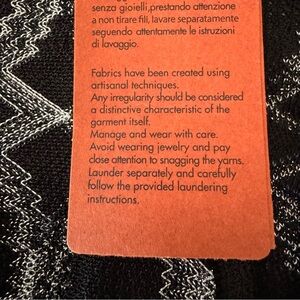 senza gioielli,prestando attenzione
a non tirare fili, lavare separatamente
seguendo attentamente le istruzioni
di lavaggio.
Fabrics have been created using
artisanal techniques.
Any irregularity should be considered
a distinctive characteristic of the
garment itself.
Manage and wear with care.
Avoid wearing jewelry and pay
close attention to snagging the yarns.
Launder separately and carefully
follow the provided laundering
instructions.